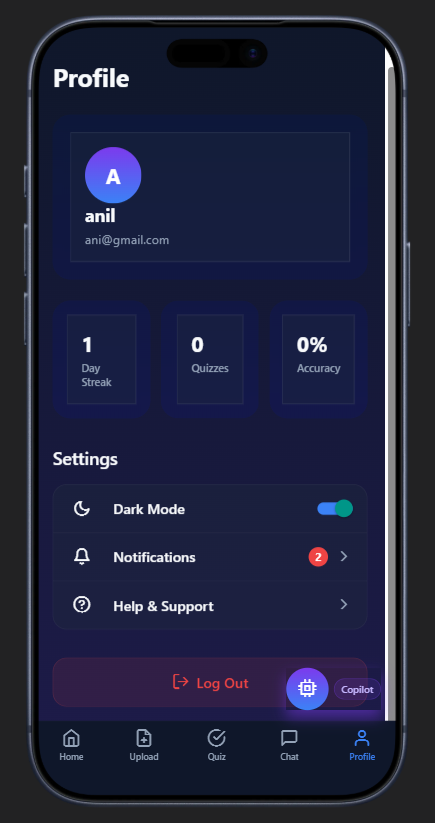 Profile
A
anil
ani@gmail.com
1
Day
Streak
0
Quizzes
0%
Accuracy
Settings
Dark Mode
Notifications
2
Help & Support
Log Out
Copilot
Home
Upload
Quiz
Chat
Profile